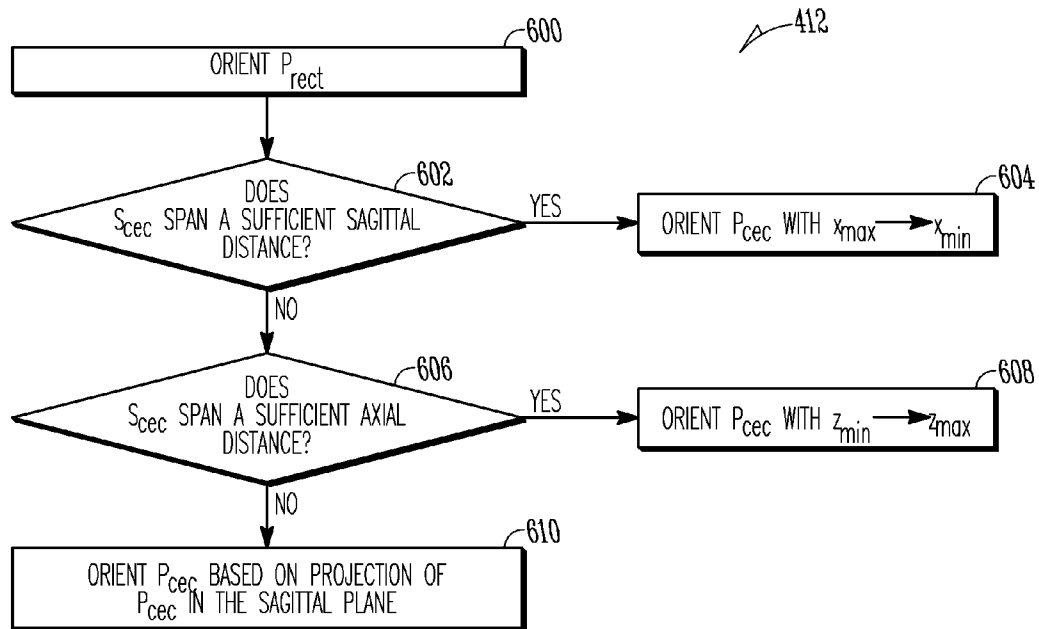 600
412
ORIENT Prect
602
DOES
Scec SPAN A SUFFICIENT SAGITTAL
DISTANCE?
YES
604
ORIENT Pcec WITH xmax → xmin
NO
606
DOES
Scec SPAN A SUFFICIENT AXIAL
DISTANCE?
YES
608
ORIENT Pcec WITH zmin → zmax
NO
610
ORIENT Pcec BASED ON PROJECTION OF
Pcec IN THE SAGITTAL PLANE